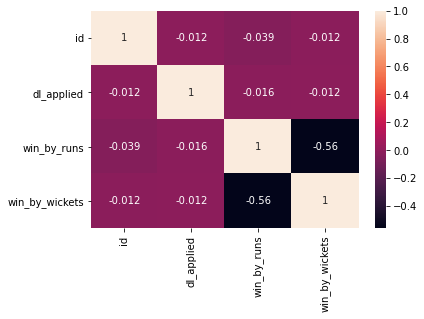 id
dl_applied
win_by_runs
win_by_wickets
1 -0.012 -0.039 -0.012
-0.012 1 -0.016 -0.012
-0.039 -0.016 1 -0.56
-0.012 -0.012 -0.56 1
id
dl_applied
win_by_runs
win_by_wickets
1.0
0.8
0.6
0.4
0.2
0.0
−0.2
−0.4